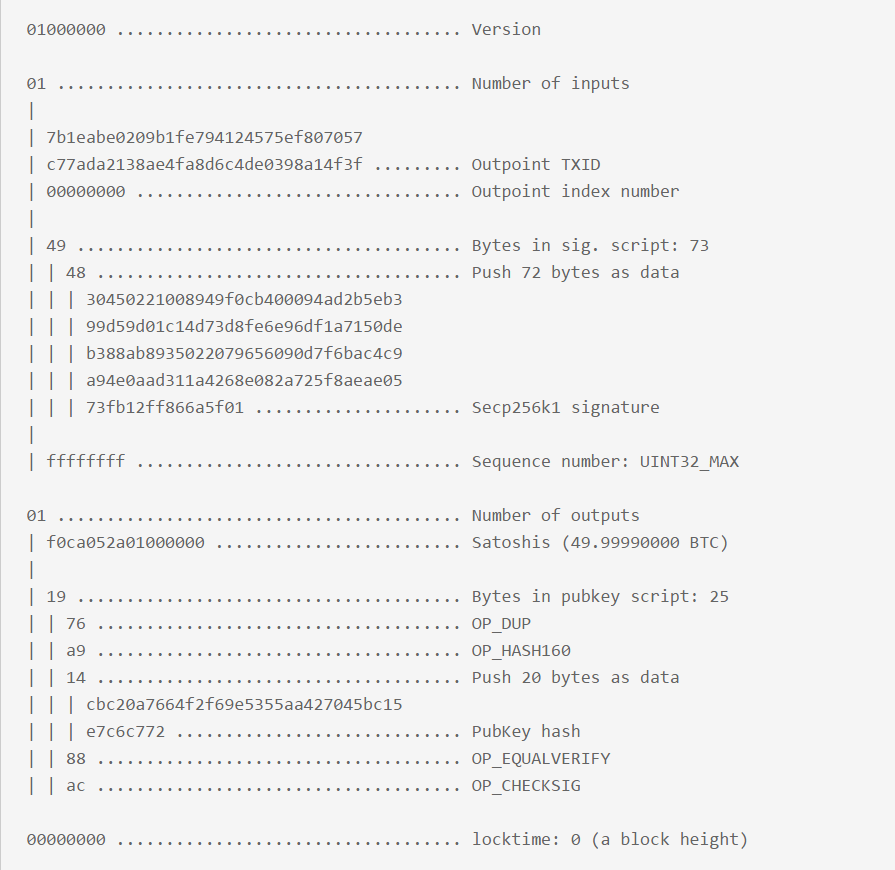 01000000 ................................... Version
01 ......................................... Number of inputs
|
| 7b1eabe0209b1fe794124575ef807057
| c77ada2138ae4fa8d6c4de0398a14f3f ......... Outpoint TXID
| 00000000 ................................. Outpoint index number
|
| 49 ....................................... Bytes in sig. script: 73
| | 48 ..................................... Push 72 bytes as data
| | | 30450221008949f0cb400094ad2b5eb3
| | | 99d59d01c14d73d8fe6e96df1a7150de
| | | b388ab8935022079656090d7f6bac4c9
| | | a94e0aad311a4268e082a725f8aeae05
| | | 73fb12ff866a5f01 ..................... Secp256k1 signature
|
| ffffffff ................................. Sequence number: UINT32_MAX
01 ......................................... Number of outputs
| f0ca052a01000000 ......................... Satoshis (49.99990000 BTC)
|
| 19 ....................................... Bytes in pubkey script: 25
| | 76 ..................................... OP_DUP
| | a9 ..................................... OP_HASH160
| | 14 ..................................... Push 20 bytes as data
| | | cbc20a7664f2f69e5355aa427045bc15
| | | e7c6c772 ............................. PubKey hash
| | 88 ..................................... OP_EQUALVERIFY
| | ac ..................................... OP_CHECKSIG
00000000 ................................... locktime: 0 (a block height)